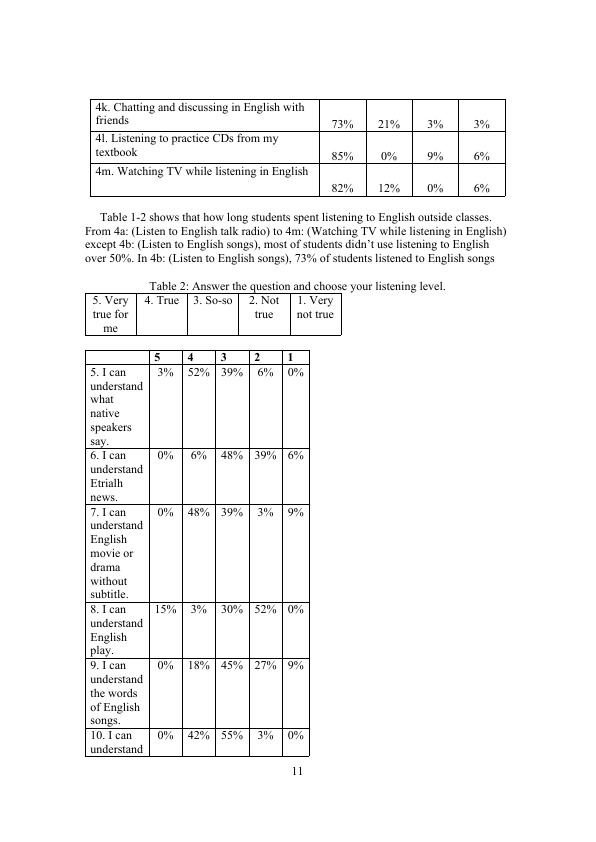 4k. Chatting and discussing in English with
friends 73% 21% 3% 3%
4l. Listening to practice CDs from my
textbook 85% 0% 9% 6%
4m. Watching TV while listening in English
82% 12% 0% 6%
Table 1-2 shows that how long students spent listening to English outside classes.
From 4a: (Listen to English talk radio) to 4m: (Watching TV while listening in English)
except 4b: (Listen to English songs), most of students didn't use listening to English
over 50%. In 4b: (Listen to English songs), 73% of students listened to English songs
Table 2: Answer the question and choose your listening level.
5. Very 4. True 3. So-so 2. Not 1. Very
true for true not true
me
5 4 3 2 1
5. I can 3% 52% 39% 6% 0%
understand
what
native
speakers
say.
6. I can 0% 6% 48% 39% 6%
understand
Etrialh
news.
7. I can 0% 48% 39% 3% 9%
understand
English
movie or
drama
without
subtitle.
8. I can 15% 3% 30% 52% 0%
understand
English
play.
9. I can 0% 18% 45% 27% 9%
understand
the words
of English
songs.
10. I can 0% 42% 55% 3% 0%
understand
11